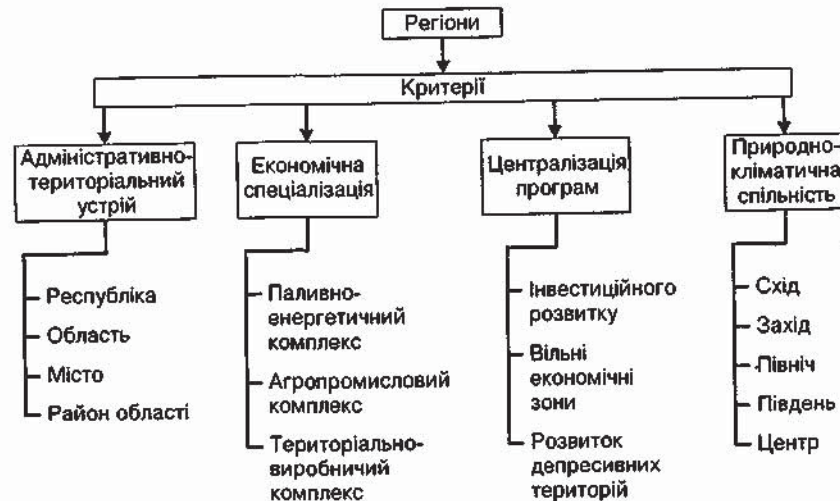 Регіони
Критерії
Адміністративно-
територіальний
устрій
Республіка
Область
Місто
Район області
Економічна
спеціалізація
Паливно-
енергетичний
комплекс
Агропромисловий
комплекс
Територіально-
виробничий
комплекс
Централізація
програм
Інвестиційного
розвитку
Вільні
економічні
зони
Розвиток
депресивних
територій
Природно-
кліматична
спільність
Схід
Захід
Північ
Південь
Центр